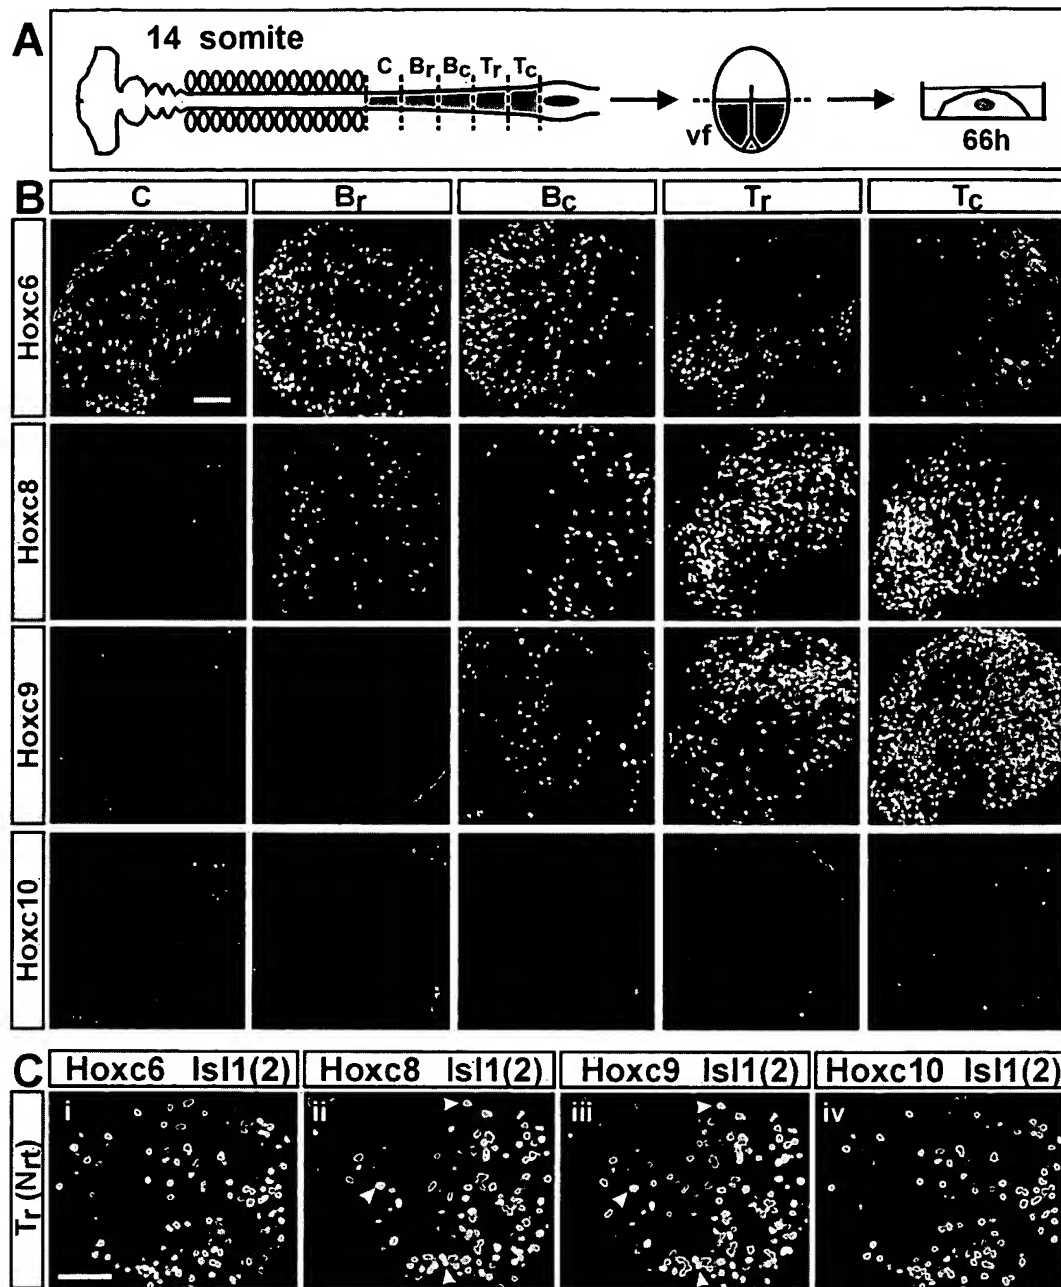 A
14 somite
C Br Bc Tr Tc
vf
66h
B
C Br Bc Tr Tc
Hoxc6
Hoxc8
Hoxc9
Hoxc10
C
Hoxc6 Isl1(2) Hoxc8 Isl1(2) Hoxc9 Isl1(2) Hoxc10 Isl1(2)
Tr (Nrt)
i ii iii iv